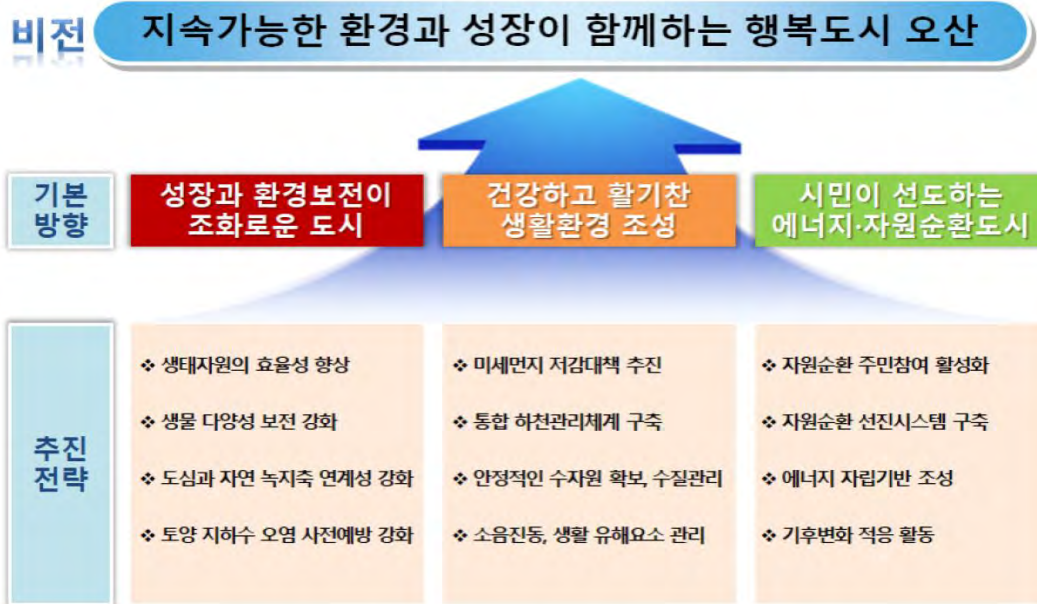 비전
지속가능한 환경과 성장이 함께하는 행복도시 오산
기본
방향
성장과 환경보전이
조화로운 도시
건강하고 활기찬
생활환경 조성
시민이 선도하는
에너지·자원순환도시
추진
전략
❖ 생태자원의 효율성 향상
❖ 생물 다양성 보전 강화
❖ 도심과 자연 녹지축 연계성 강화
❖ 토양 지하수 오염 사전예방 강화
❖ 미세먼지 저감대책 추진
❖ 통합 하천관리체계 구축
❖ 안정적인 수자원 확보, 수질관리
❖ 소음진동, 생활 유해요소 관리
❖ 자원순환 주민참여 활성화
❖ 자원순환 선진시스템 구축
❖ 에너지 자립기반 조성
❖ 기후변화 적응 활동